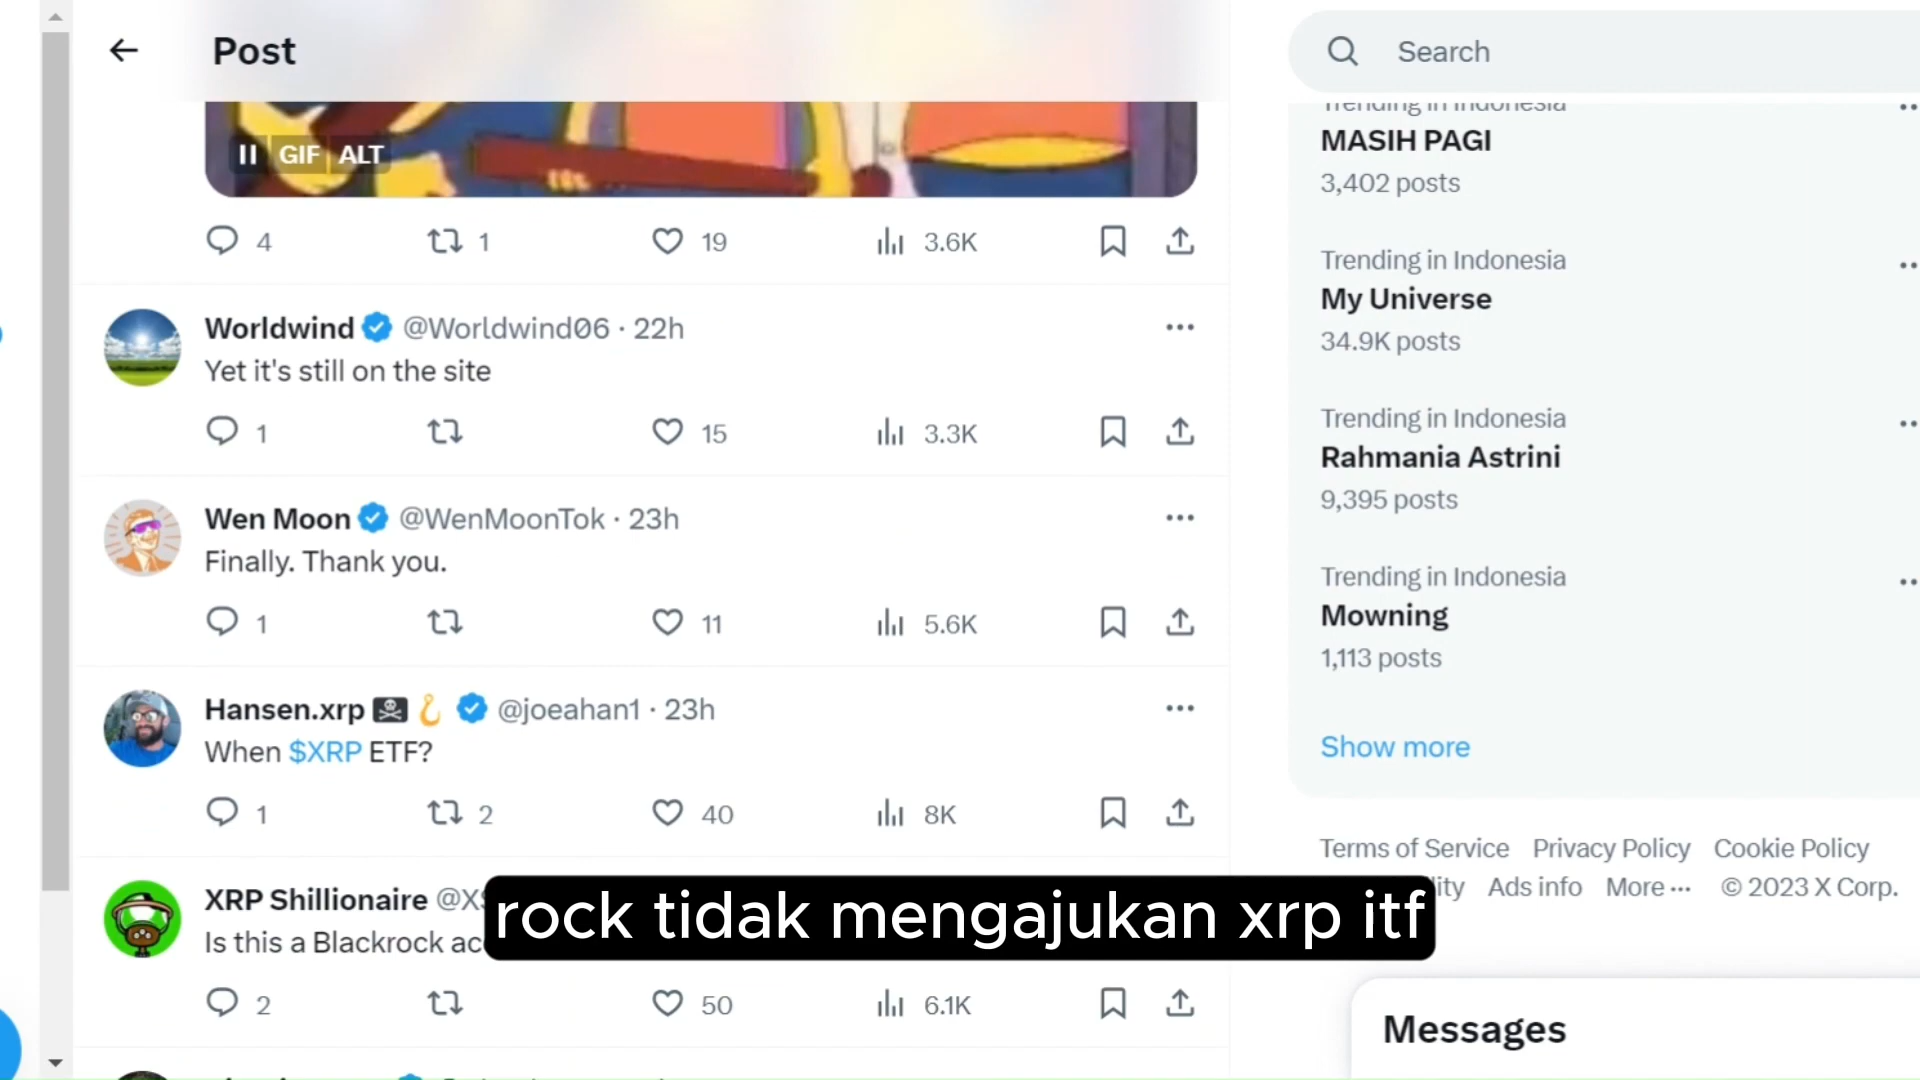 Post
Search
GIF ALT
4 1 19 3.6K
Worldwind @Worldwind06 · 22h
Yet it's still on the site
1 15 3.3K
Wen Moon @WenMoonTok · 23h
Finally. Thank you.
1 11 5.6K
Hansen.xrp @joeahan1 · 23h
When $XRP ETF?
1 2 40 8K
XRP Shillionaire
Is this a Blackrock
2 50 6.1K
rock tidak mengajukan xrp itf
Trending in Indonesia
MASIH PAGI
3,402 posts
Trending in Indonesia
My Universe
34.9K posts
Trending in Indonesia
Rahmania Astrini
9,395 posts
Trending in Indonesia
Mowning
1,113 posts
Show more
Terms of Service Privacy Policy Cookie Policy
Ads info More ··· © 2023 X Corp.
Messages